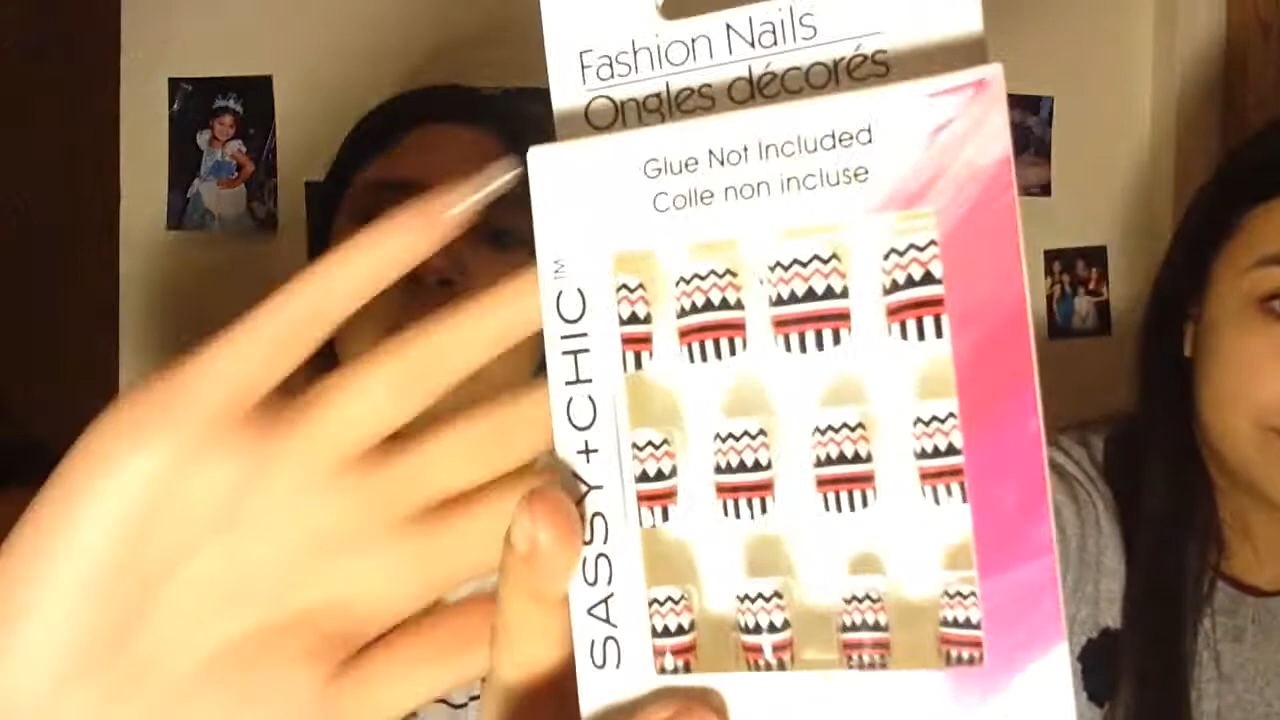 Fashion Nails
Ongles décorés
Glue Not Included
Colle non incluse
SASSY+CHIC™